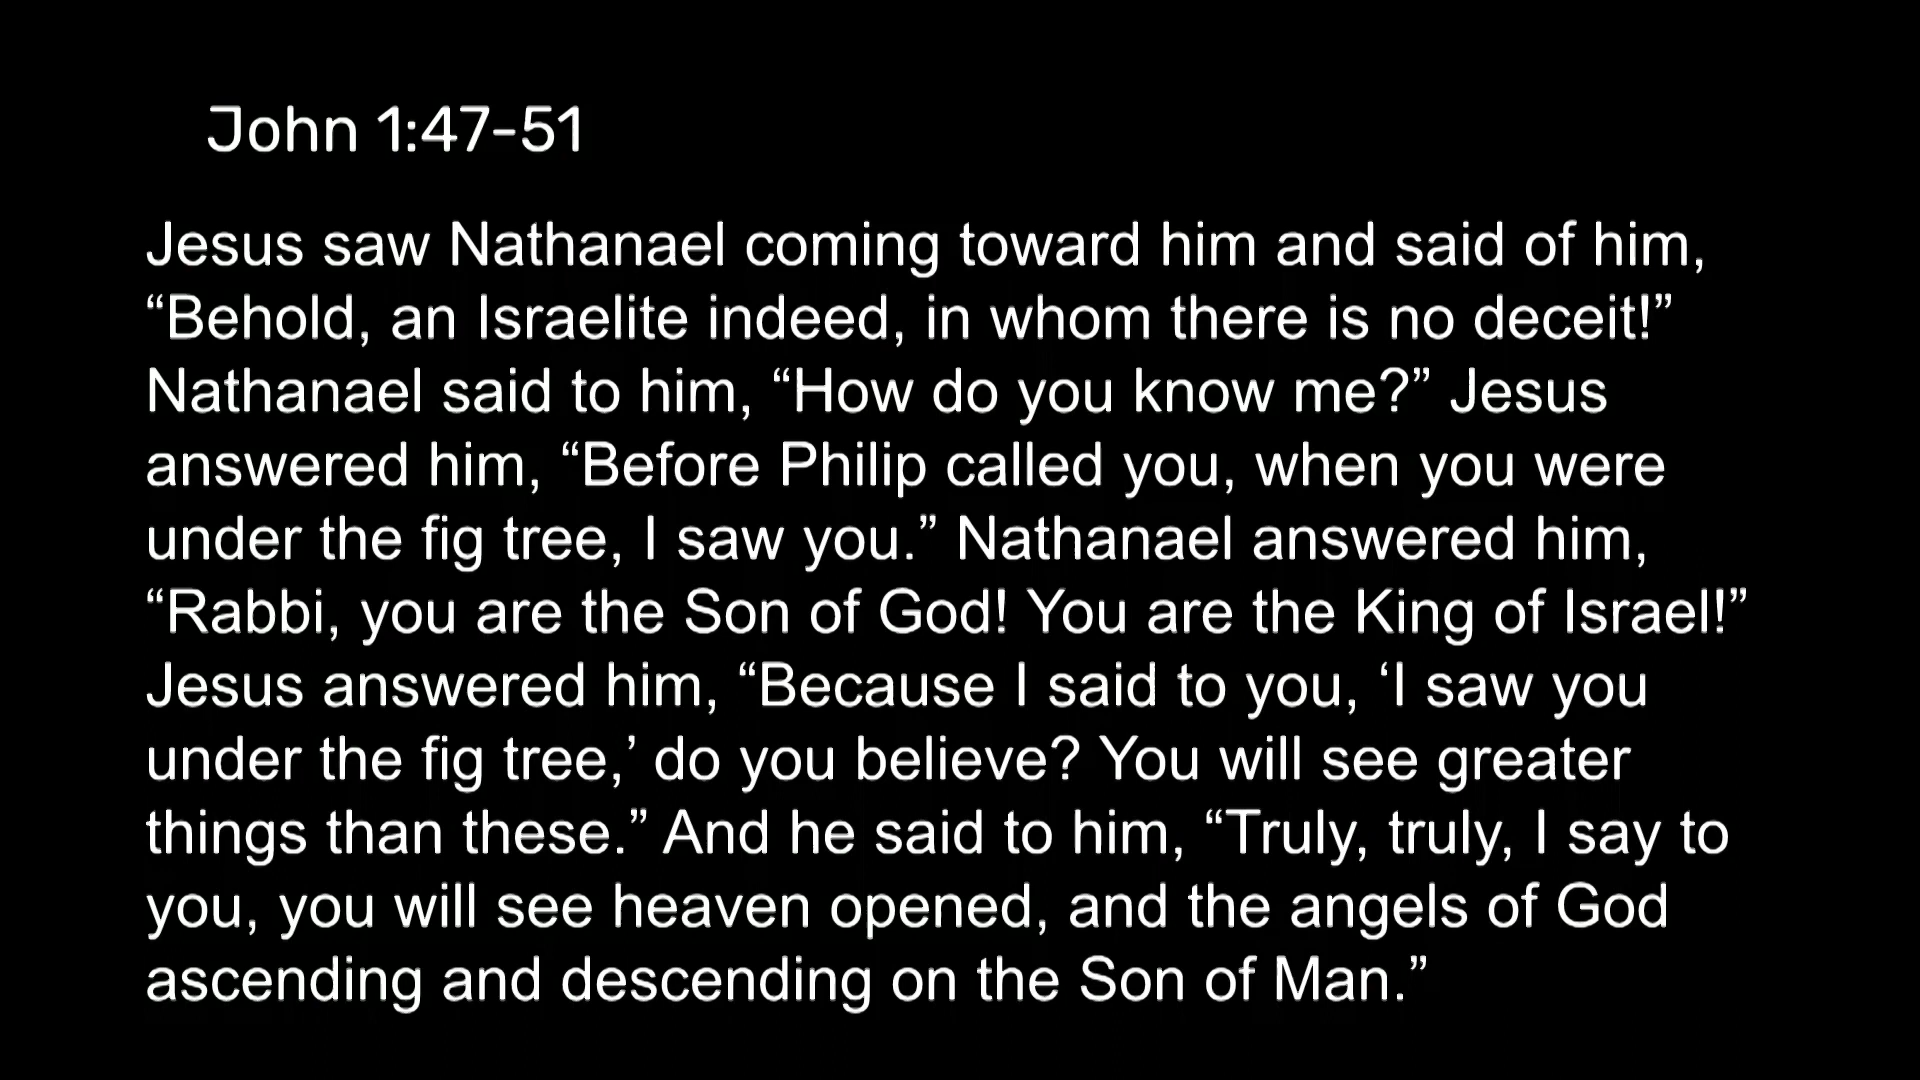 John 1:47-51
Jesus saw Nathanael coming toward him and said of him,
“Behold, an Israelite indeed, in whom there is no deceit!”
Nathanael said to him, “How do you know me?” Jesus
answered him, “Before Philip called you, when you were
under the fig tree, I saw you.” Nathanael answered him,
“Rabbi, you are the Son of God! You are the King of Israel!”
Jesus answered him, “Because I said to you, ‘I saw you
under the fig tree,’ do you believe? You will see greater
things than these.” And he said to him, “Truly, truly, I say to
you, you will see heaven opened, and the angels of God
ascending and descending on the Son of Man.”